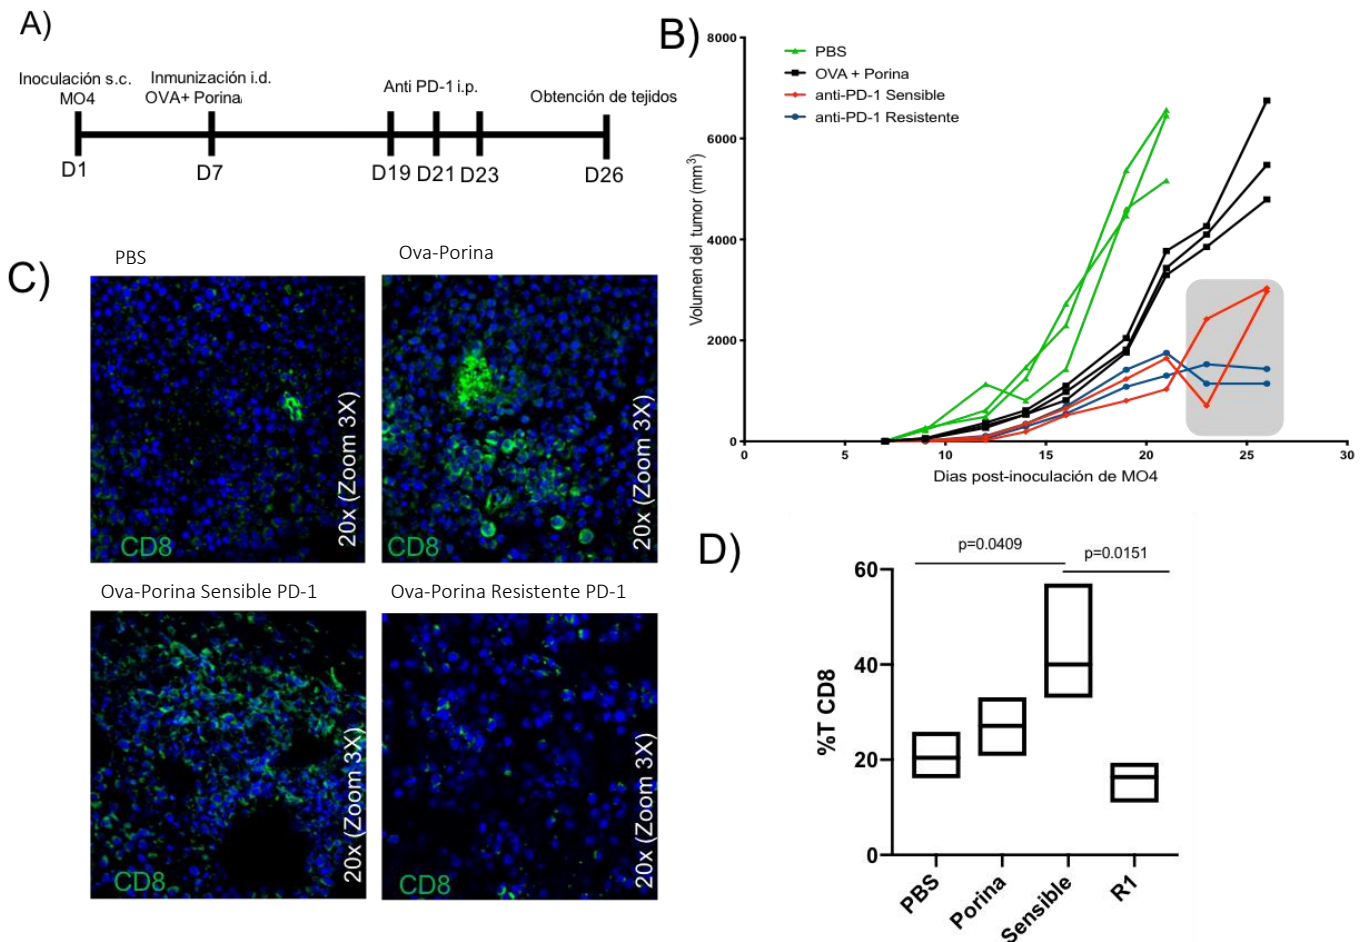 A)
Inoculación s.c.
MO4
Inmunización i.d.
OVA+ Porina
Anti PD-1 i.p.
Obtención de tejidos
D1
D7
D19
D21
D23
D26
B)
8000
6000
4000
2000
0
Volumen del tumor (mm³)
PBS
OVA + Porina
anti-PD-1 Sensible
anti-PD-1 Resistente
0
5
10
15
20
25
30
Dias post-inoculación de MO4
C)
PBS
CD8
20x (Zoom 3X)
Ova-Porina
CD8
20x (Zoom 3X)
Ova-Porina Sensible PD-1
CD8
20x (Zoom 3X)
Ova-Porina Resistente PD-1
CD8
20x (Zoom 3X)
D)
p=0.0409
p=0.0151
60
40
20
0
%T CD8
PBS
Porina
Sensible
R1